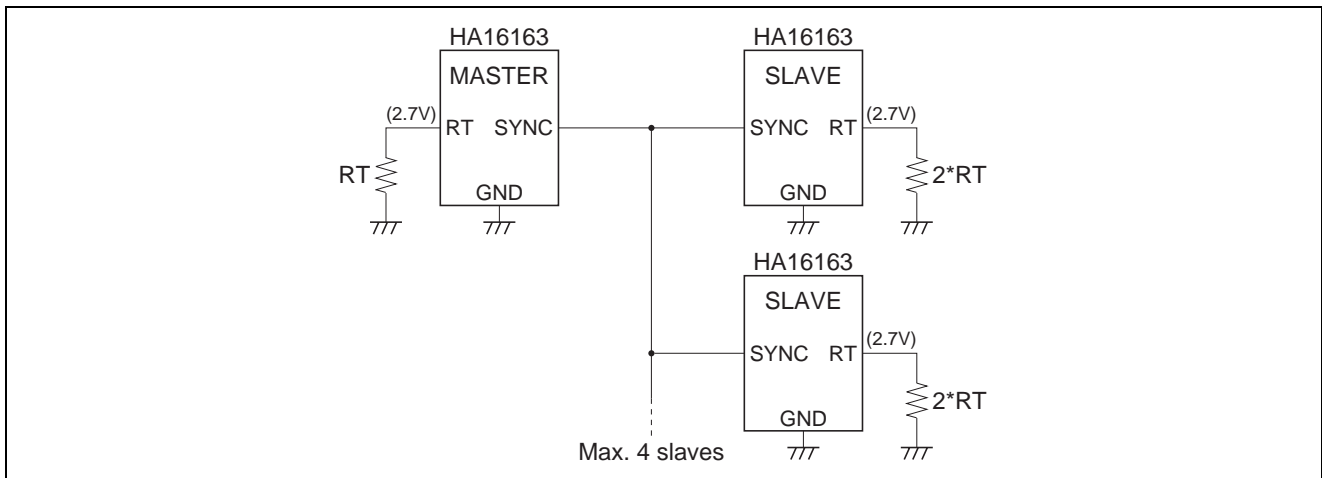 HA16163
MASTER
(2.7V)
RT SYNC
RT
GND
HA16163
SLAVE
(2.7V)
SYNC RT
2*RT
GND
HA16163
SLAVE
(2.7V)
SYNC RT
2*RT
GND
Max. 4 slaves